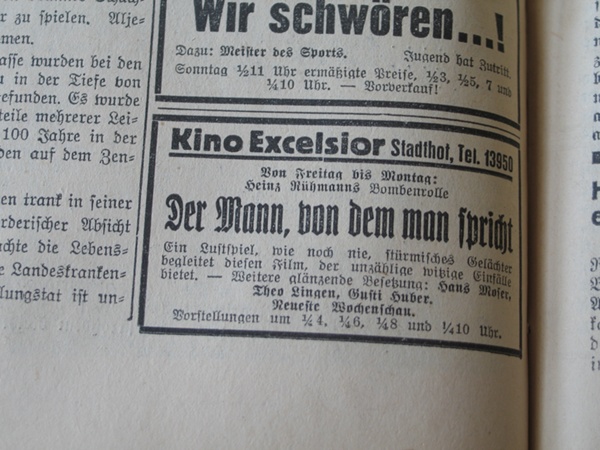 r zu spielen. Alje-
men.
asse wurden bei den
u in der Tiefe von
efunden. Es wurde
teile mehrerer Lei-
100 Jahre in der
den auf dem Zen-
en trank in seiner
rderischer Absicht
chte die Lebens-
e Landeskranken-
lungstat ist un-
Wir schwören...!
Dazu: Meister des Sports. Jugend hat Zutritt.
Sonntag ½11 Uhr ermäßigte Preise, ½3, ½5, 7 und
¼10 Uhr. — Vorverkauf!
Kino Excelsior Stadthof, Tel. 13950
Von Freitag bis Montag:
Heinz Rühmanns Bombenrolle
Der Mann, von dem man spricht
Ein Lustspiel, wie noch nie, stürmisches Gelächter
begleitet diesen Film, der unzählige witzige Einfälle
bietet. — Weitere glänzende Besetzung: Hans Moser,
Theo Lingen, Gusti Huber.
Neueste Wochenschau.
Vorstellungen um ¼4, ¼6, ¼8 und ¼10 Uhr.